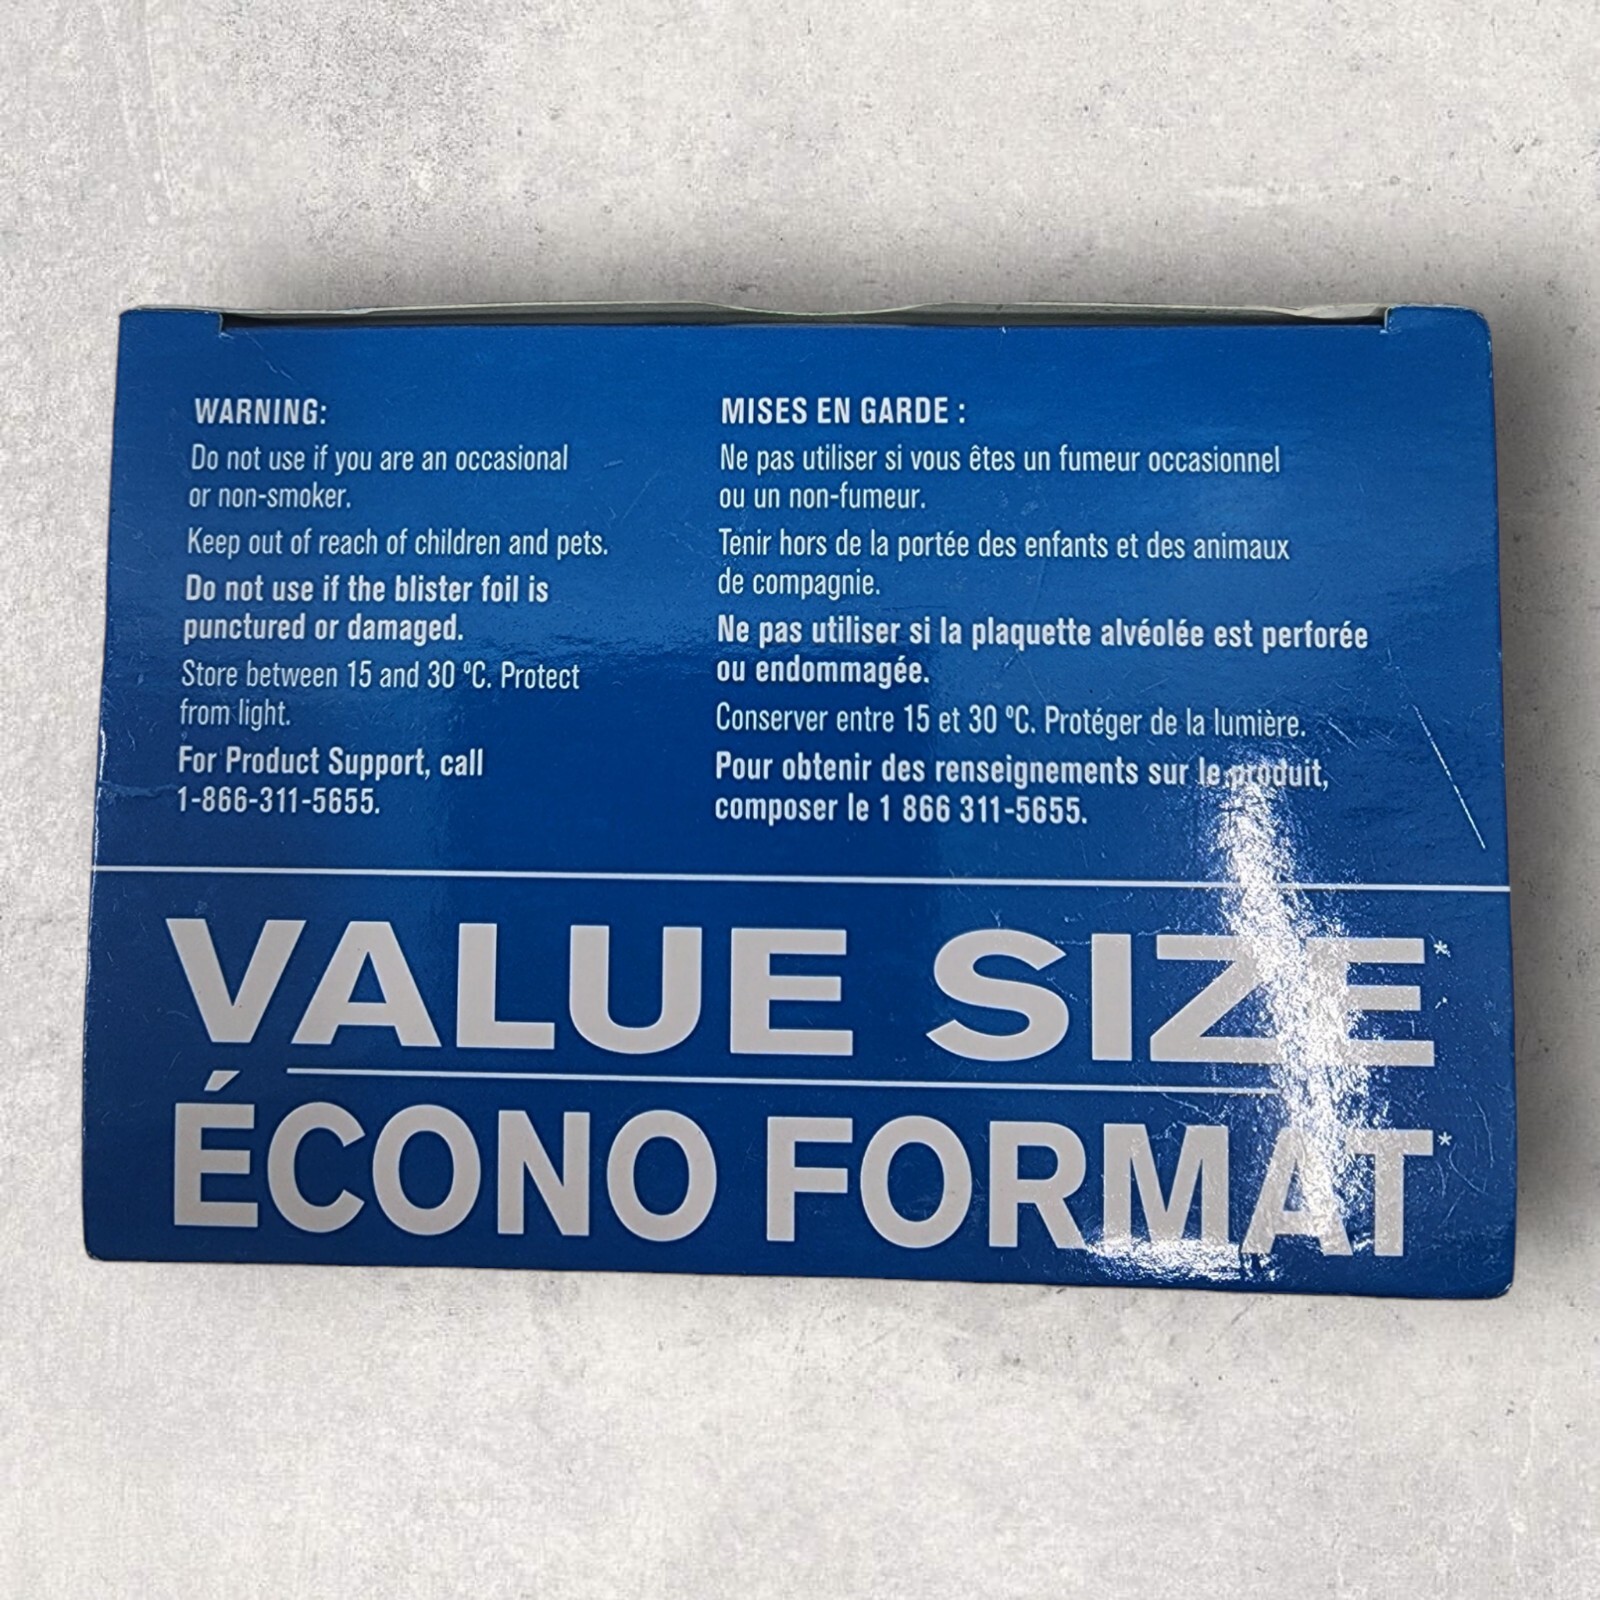 WARNING:
Do not use if you are an occasional
or non-smoker.
Keep out of reach of children and pets.
Do not use if the blister foil is
punctured or damaged.
Store between 15 and 30 ºC. Protect
from light.
For Product Support, call
1-866-311-5655.
MISES EN GARDE :
Ne pas utiliser si vous êtes un fumeur occasionnel
ou un non-fumeur.
Tenir hors de la portée des enfants et des animaux
de compagnie.
Ne pas utiliser si la plaquette alvéolée est perforée
ou endommagée.
Conserver entre 15 et 30 ºC. Protéger de la lumière.
Pour obtenir des renseignements sur le produit,
composer le 1 866 311-5655.
VALUE SIZE*
ÉCONO FORMAT*